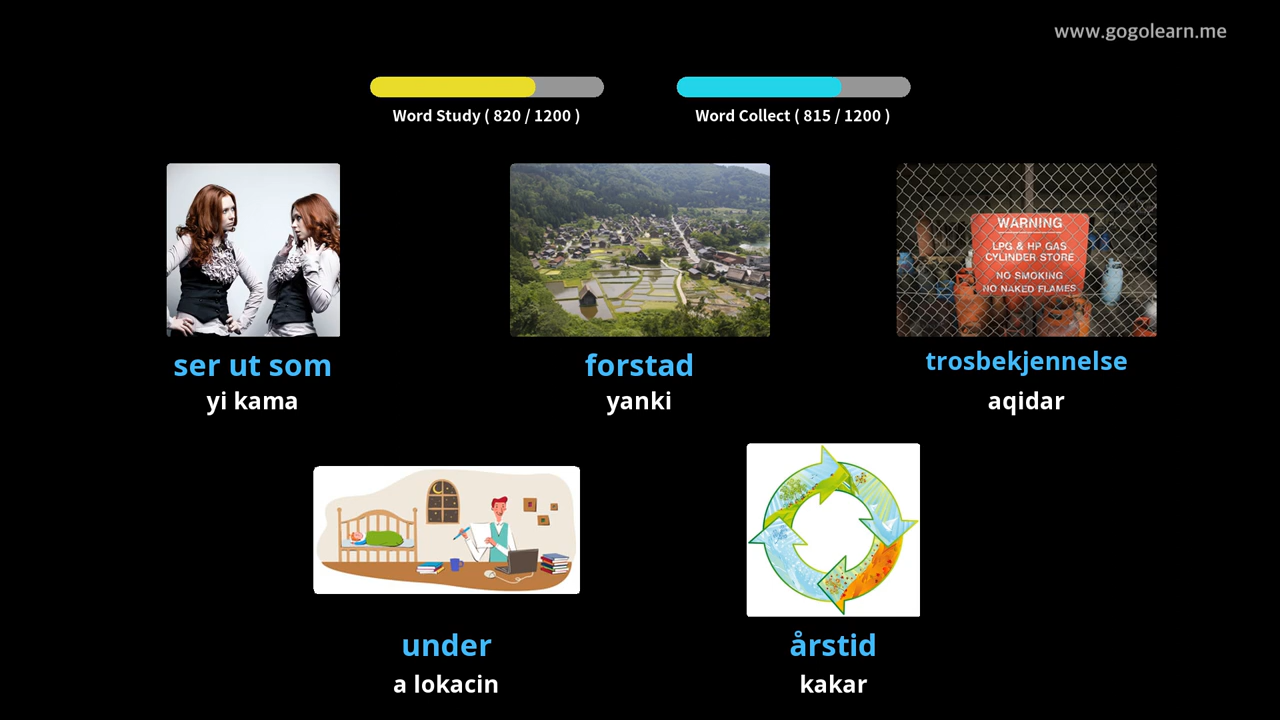 www.gogolearn.me
Word Study ( 820 / 1200 )
Word Collect ( 815 / 1200 )
WARNING
LPG & HP GAS
CYLINDER STORE
NO SMOKING
NO NAKED FLAMES
ser ut som
yi kama
forstad
yanki
trosbekjennelse
aqidar
under
a lokacin
årstid
kakar